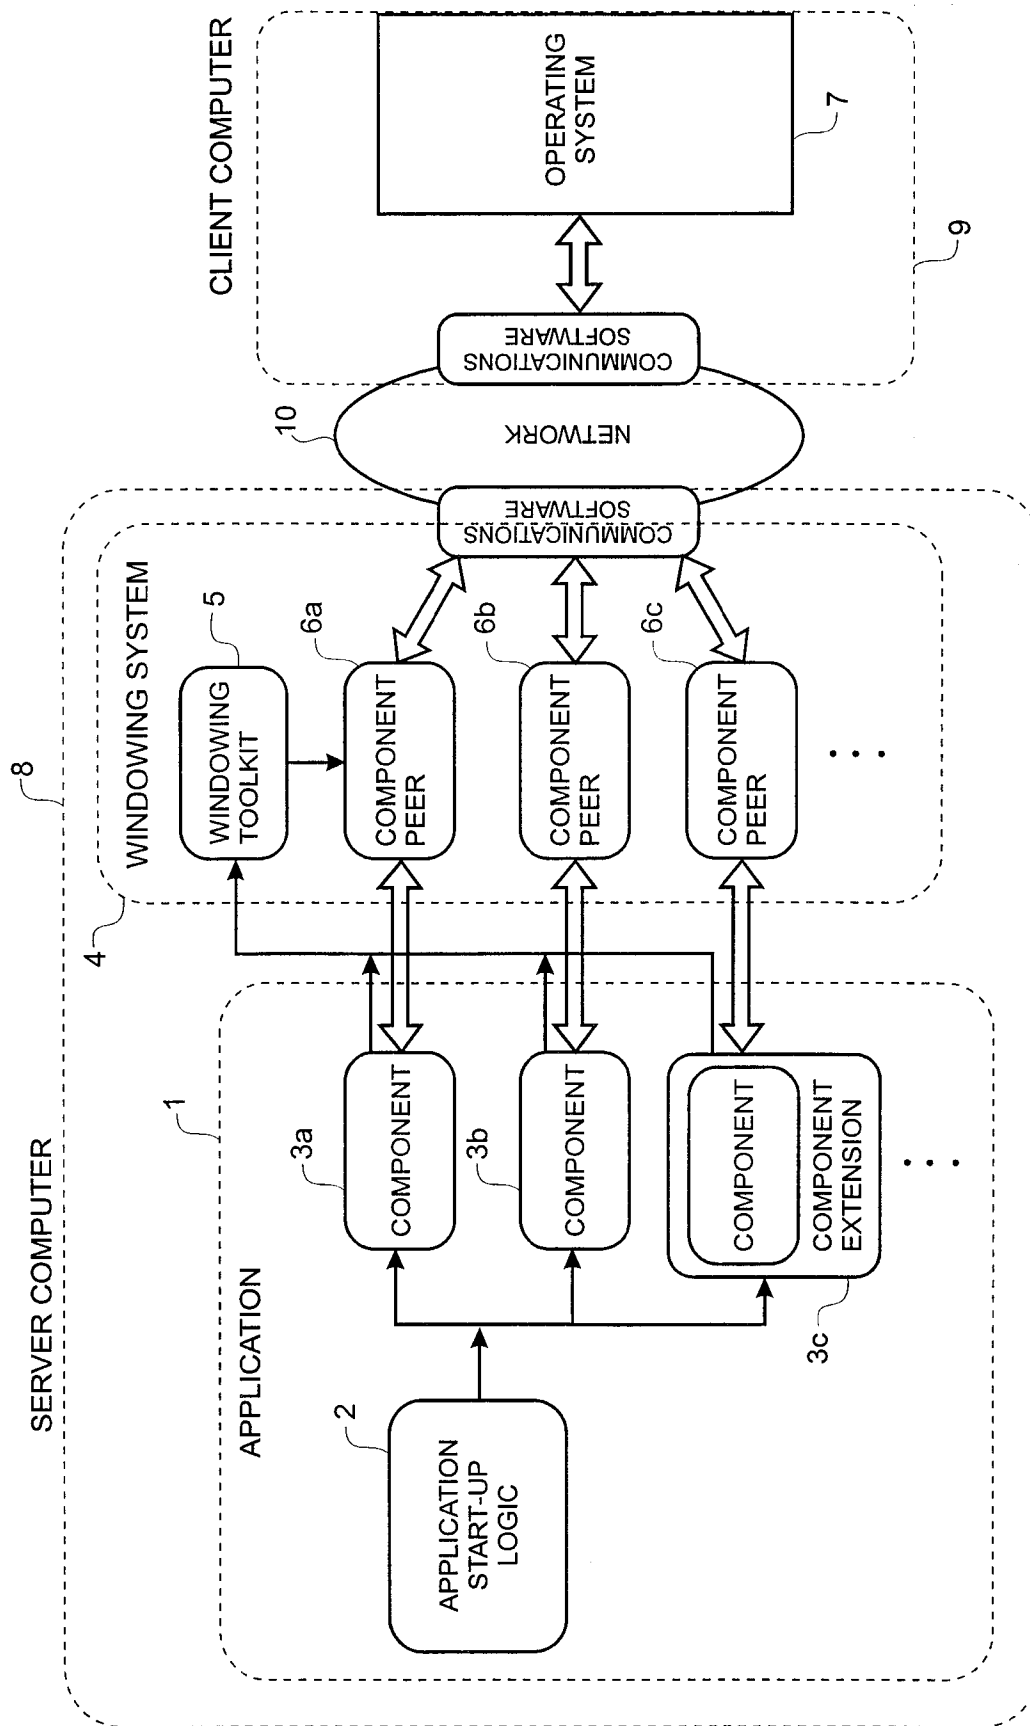 SERVER COMPUTER
8
APPLICATION
1
2
APPLICATION
START-UP
LOGIC
3a
COMPONENT
3b
COMPONENT
3c
COMPONENT
COMPONENT
EXTENSION
. . .
4
WINDOWING SYSTEM
5
WINDOWING
TOOLKIT
6a
COMPONENT
PEER
6b
COMPONENT
PEER
6c
COMPONENT
PEER
. . .
COMMUNICATIONS
SOFTWARE
10
NETWORK
CLIENT COMPUTER
COMMUNICATIONS
SOFTWARE
OPERATING
SYSTEM
7
9